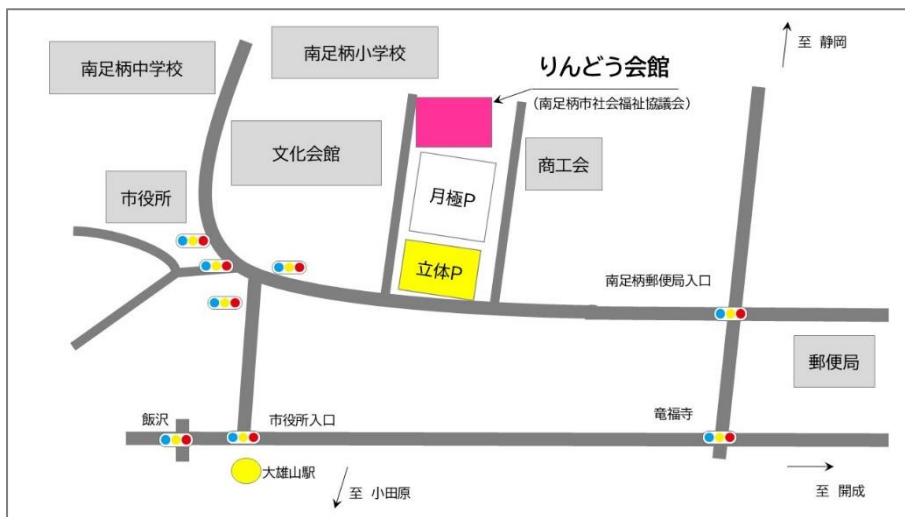 南足柄中学校
南足柄小学校
りんどう会館
(南足柄市社会福祉協議会)
至 静岡
文化会館
商工会
市役所
月極P
立体P
南足柄郵便局入口
郵便局
飯沢
市役所入口
竜福寺
大雄山駅
至 小田原
至 開成